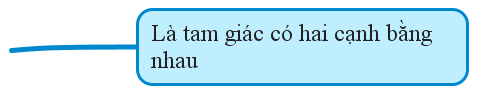 Là tam giác có hai cạnh bằng
nhau